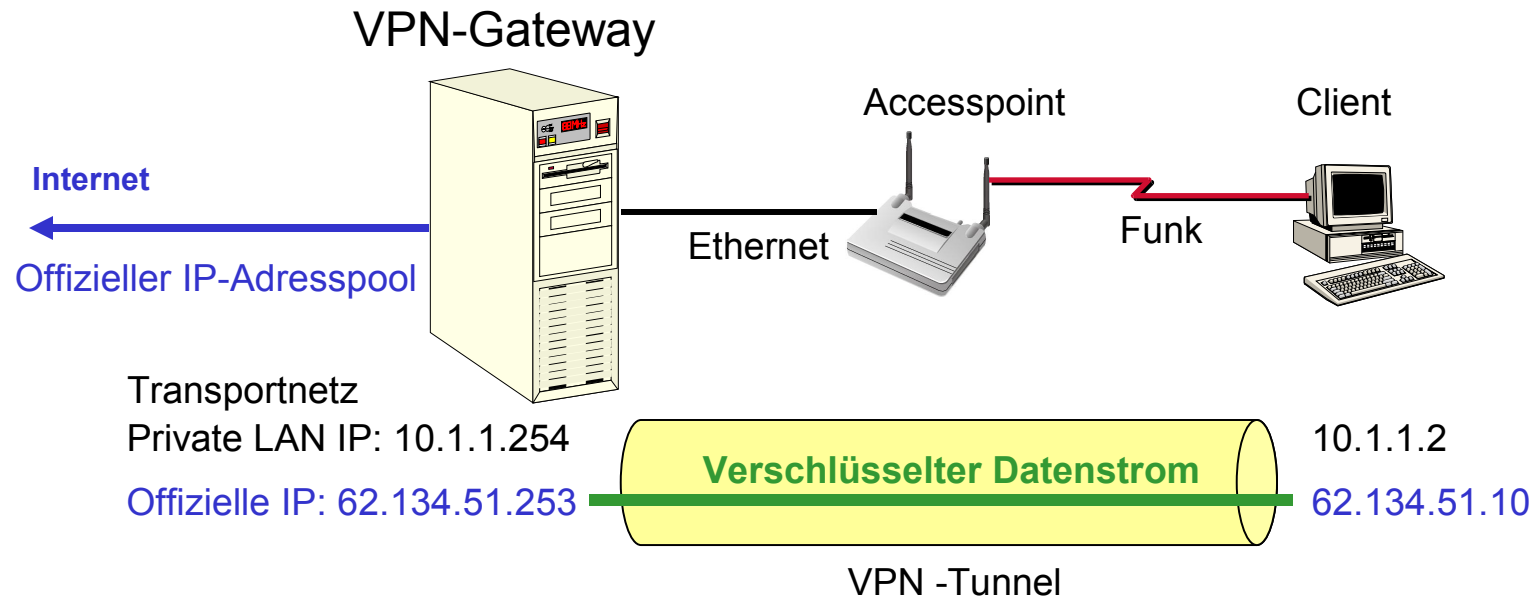 VPN-Gateway
Accesspoint
Client
Internet
Ethernet
Funk
Offizieller IP-Adresspool
Transportnetz
Private LAN IP: 10.1.1.254
10.1.1.2
Verschlüsselter Datenstrom
Offizielle IP: 62.134.51.253
62.134.51.10
VPN -Tunnel